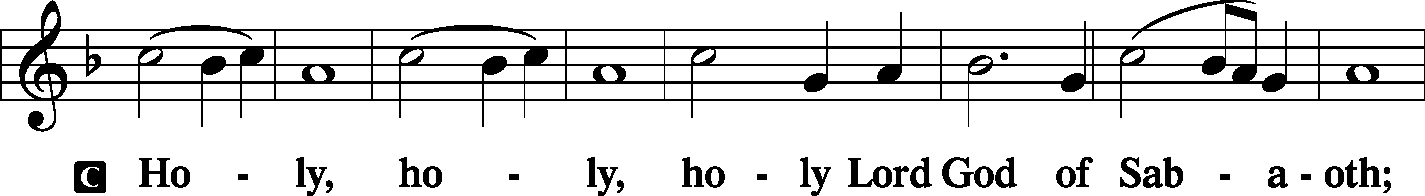 C Ho - ly, ho - ly, ho - ly Lord God of Sab - a - oth;